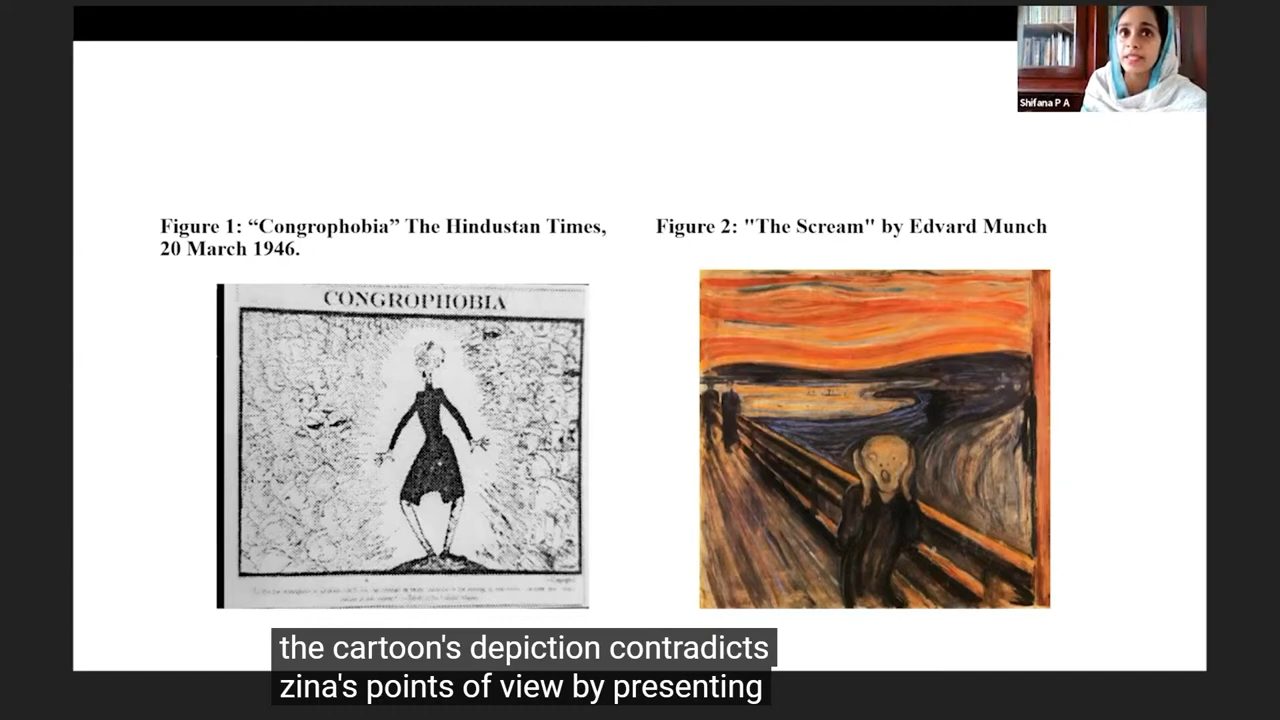 Shifana P A
Figure 1: “Congrophobia” The Hindustan Times,
20 March 1946.
Figure 2: "The Scream" by Edvard Munch
CONGROPHOBIA
the cartoon's depiction contradicts
zina's points of view by presenting